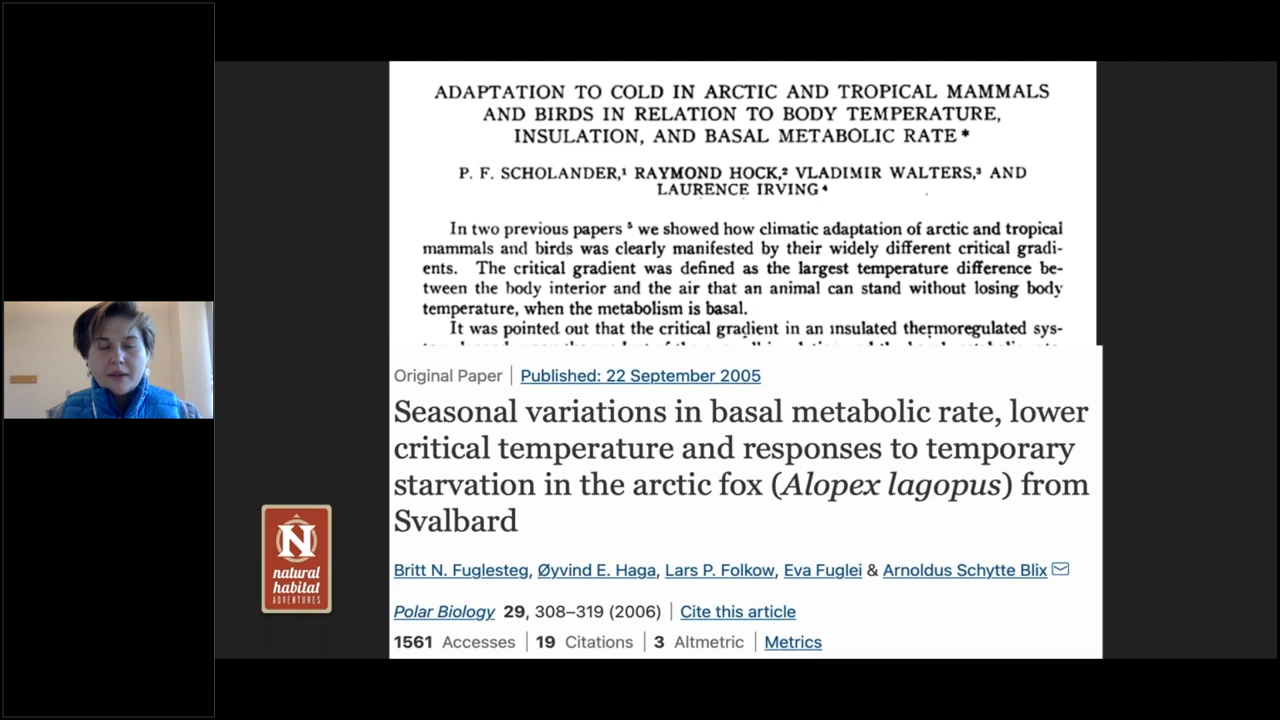 ADAPTATION TO COLD IN ARCTIC AND TROPICAL MAMMALS
AND BIRDS IN RELATION TO BODY TEMPERATURE,
INSULATION, AND BASAL METABOLIC RATE*
P. F. SCHOLANDER,¹ RAYMOND HOCK,² VLADIMIR WALTERS,³ AND
LAURENCE IRVING⁴
In two previous papers ⁵ we showed how climatic adaptation of arctic and tropical
mammals and birds was clearly manifested by their widely different critical gradi-
ents. The critical gradient was defined as the largest temperature difference be-
tween the body interior and the air that an animal can stand without losing body
temperature, when the metabolism is basal.
It was pointed out that the critical gradient in an insulated thermoregulated sys-
Original Paper | Published: 22 September 2005
Seasonal variations in basal metabolic rate, lower
critical temperature and responses to temporary
starvation in the arctic fox (Alopex lagopus) from
Svalbard
Britt N. Fuglesteg, Øyvind E. Haga, Lars P. Folkow, Eva Fuglei & Arnoldus Schytte Blix
Polar Biology 29, 308–319 (2006) | Cite this article
1561 Accesses | 19 Citations | 3 Altmetric | Metrics
N
natural
habitat
ADVENTURES